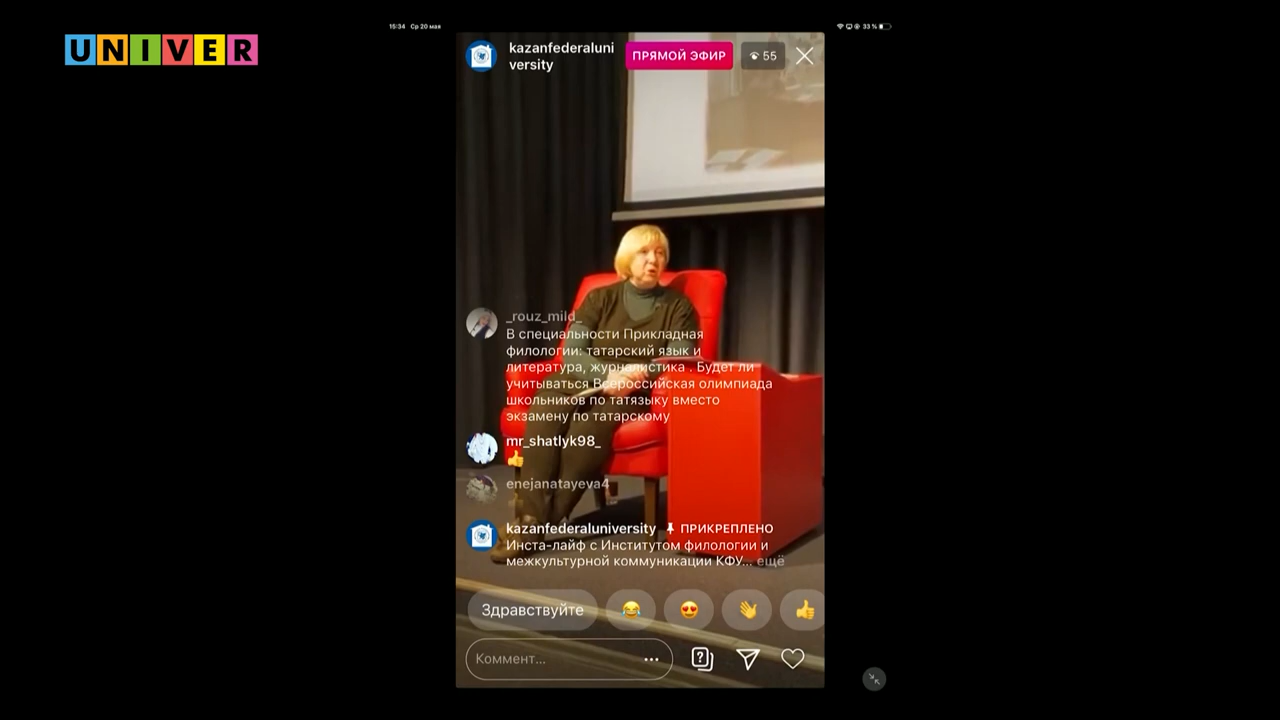 15:34 Ср 20 мая
33 %
UNIVER
kazanfederaluni
versity
ПРЯМОЙ ЭФИР
55
_rouz_mild_
В специальности Прикладная
филологии: татарский язык и
литература, журналистика . Будет ли
учитываться Всероссийская олимпиада
школьников по татязыку вместо
экзамену по татарскому
mr_shatlyk98_
enejanatayeva4
kazanfederaluniversity ПРИКРЕПЛЕНО
Инста-лайф с Институтом филологии и
межкультурной коммуникации КФУ... ещё
Здравствуйте
Коммент...